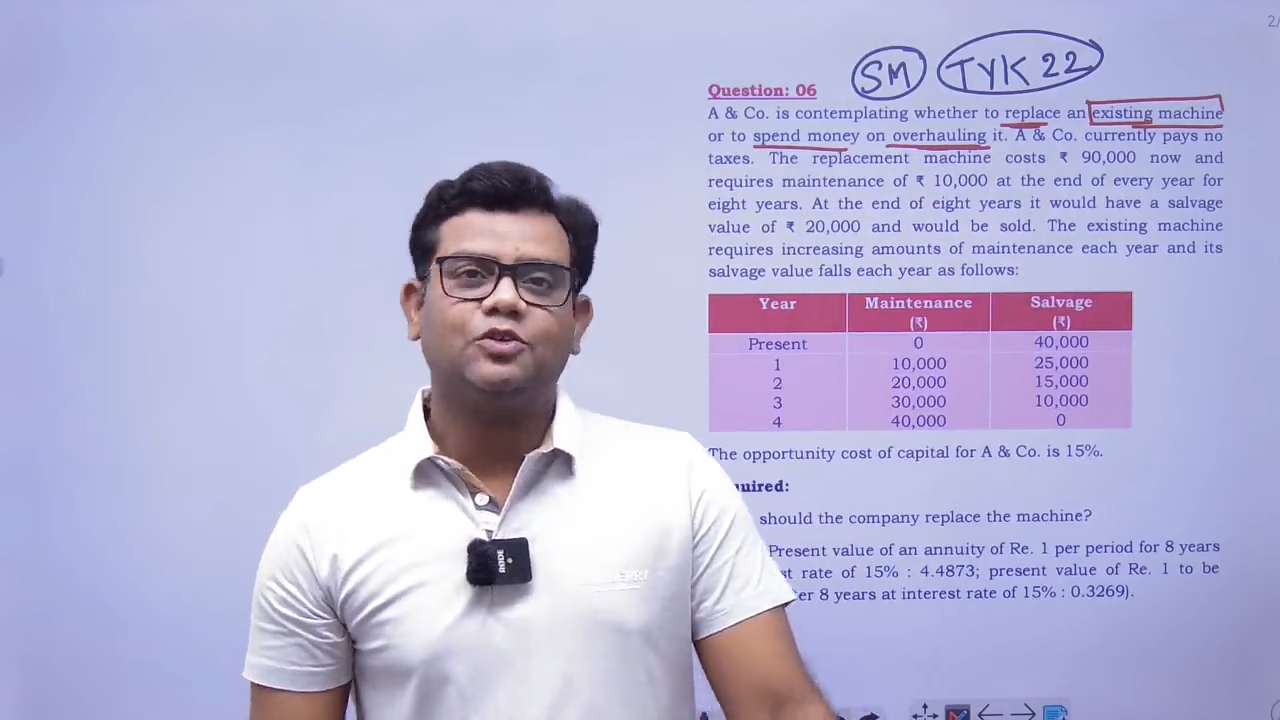 2/
SM TYK 22
Question: 06
A & Co. is contemplating whether to replace an existing machine
or to spend money on overhauling it. A & Co. currently pays no
taxes. The replacement machine costs ₹ 90,000 now and
requires maintenance of ₹ 10,000 at the end of every year for
eight years. At the end of eight years it would have a salvage
value of ₹ 20,000 and would be sold. The existing machine
requires increasing amounts of maintenance each year and its
salvage value falls each year as follows:
Year Maintenance Salvage
(₹) (₹)
Present 0 40,000
1 10,000 25,000
2 20,000 15,000
3 30,000 10,000
4 40,000 0
The opportunity cost of capital for A & Co. is 15%.
uired:
should the company replace the machine?
Present value of an annuity of Re. 1 per period for 8 years
st rate of 15% : 4.4873; present value of Re. 1 to be
er 8 years at interest rate of 15% : 0.3269).
RODE